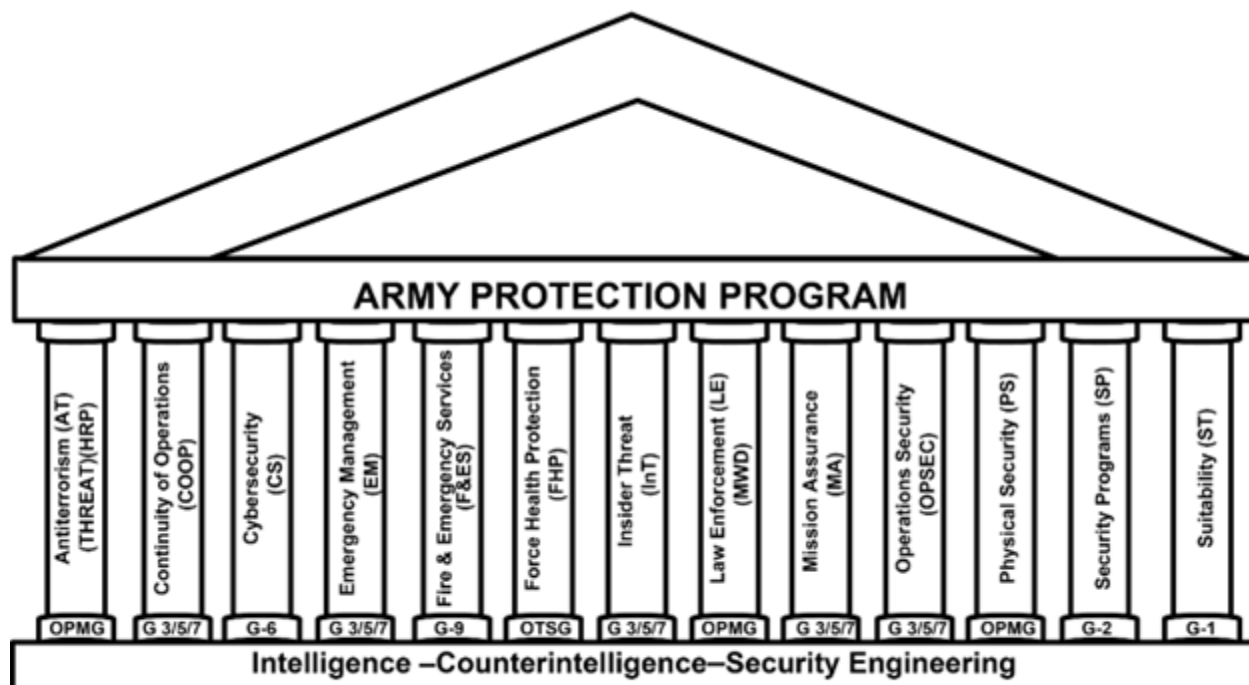 ARMY PROTECTION PROGRAM
Antiterrorism (AT)
(THREAT)(HRP)
Continuity of Operations
(COOP)
Cybersecurity
(CS)
Emergency Management
(EM)
Fire & Emergency Services
(F&ES)
Force Health Protection
(FHP)
Insider Threat
(InT)
Law Enforcement (LE)
(MWD)
Mission Assurance
(MA)
Operations Security
(OPSEC)
Physical Security (PS)
Security Programs (SP)
Suitability (ST)
OPMG
G 3/5/7
G-6
G 3/5/7
G-9
OTSG
G 3/5/7
OPMG
G 3/5/7
G 3/5/7
OPMG
G-2
G-1
Intelligence –Counterintelligence–Security Engineering